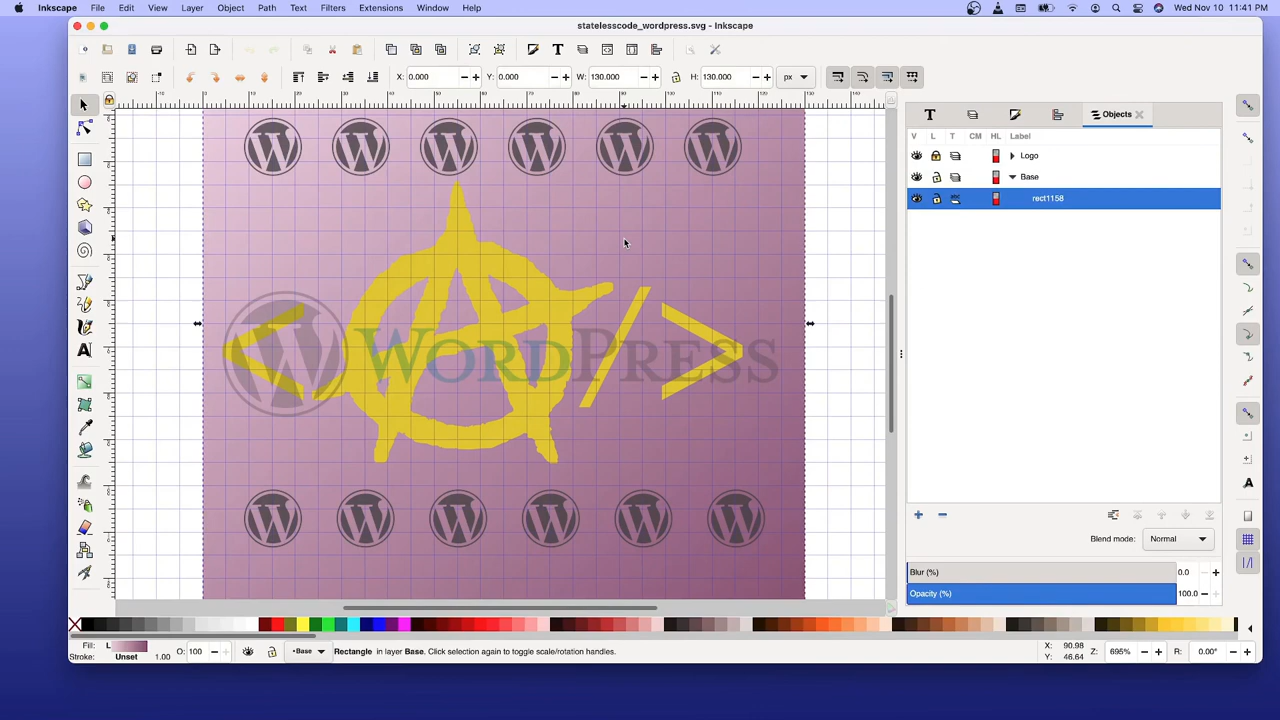 Inkscape File Edit View Layer Object Path Text Filters Extensions Window Help Wed Nov 10 11:41 PM
statelesscode_wordpress.svg - Inkscape
X: 0.000 Y: 0.000 W: 130.000 H: 130.000 px
Objects
V L T CM HL Label
Logo
Base
rect1158
WORDPRESS
Blend mode: Normal
Blur (%) 0.0
Opacity (%) 100.0
Fill: L
Stroke: Unset 1.00 O: 100 •Base Rectangle in layer Base. Click selection again to toggle scale/rotation handles. X: 90.98 Y: 46.64 Z: 695% R: 0.00°